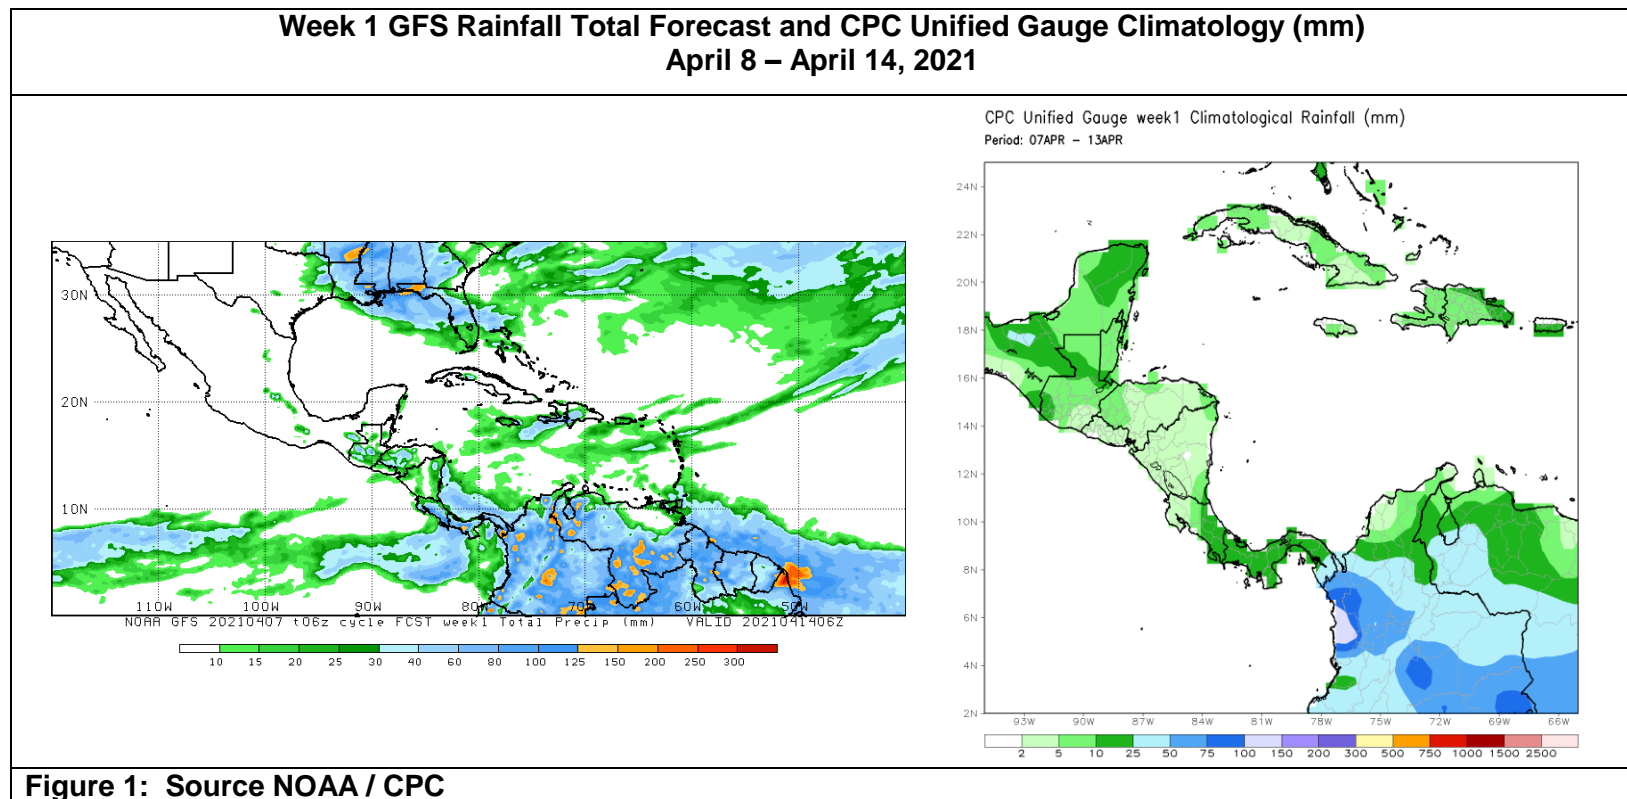 Week 1 GFS Rainfall Total Forecast and CPC Unified Gauge Climatology (mm)
April 8 – April 14, 2021
30N
20N
10N
110W 100W 90W 80W 70W 60W 50W
NOAA GFS 20210407 t06z cycle FCST week1 Total Precip (mm) VALID 2021041406Z
10 15 20 25 30 40 60 80 100 125 150 200 250 300
CPC Unified Gauge week1 Climatological Rainfall (mm)
Period: 07APR – 13APR
24N
22N
20N
18N
16N
14N
12N
10N
8N
6N
4N
2N
93W 90W 87W 84W 81W 78W 75W 72W 69W 66W
2 5 10 25 50 75 100 150 200 300 500 750 1000 1500 2500
Figure 1: Source NOAA / CPC